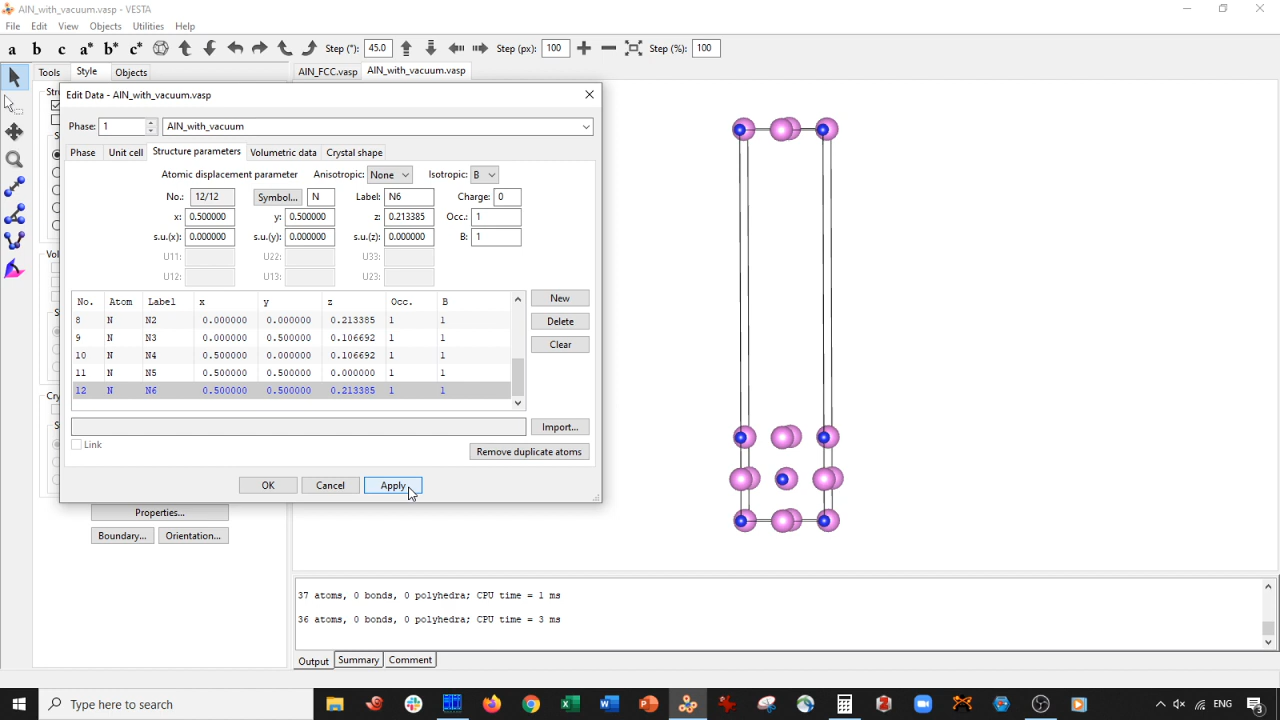 AlN_with_vacuum.vasp - VESTA
File Edit View Objects Utilities Help
a b c a* b* c* Step (°): 45.0 Step (px): 100 Step (%): 100
Tools Style Objects AlN_FCC.vasp AlN_with_vacuum.vasp
Edit Data - AlN_with_vacuum.vasp
Phase: 1 AlN_with_vacuum
Phase Unit cell Structure parameters Volumetric data Crystal shape
Atomic displacement parameter Anisotropic: None Isotropic: B
No.: 12/12 Symbol... N Label: N6 Charge: 0
x: 0.500000 y: 0.500000 z: 0.213385 Occ.: 1
s.u.(x): 0.000000 s.u.(y): 0.000000 s.u.(z): 0.000000 B: 1
U11: U22: U33:
U12: U13: U23:
No. Atom Label x y z Occ. B
8 N N2 0.000000 0.000000 0.213385 1 1
9 N N3 0.000000 0.500000 0.106692 1 1
10 N N4 0.500000 0.000000 0.106692 1 1
11 N N5 0.500000 0.500000 0.000000 1 1
12 N N6 0.500000 0.500000 0.213385 1 1
New
Delete
Clear
Import...
Link
Remove duplicate atoms
OK Cancel Apply
Properties...
Boundary... Orientation...
37 atoms, 0 bonds, 0 polyhedra; CPU time = 1 ms
36 atoms, 0 bonds, 0 polyhedra; CPU time = 3 ms
Output Summary Comment
Type here to search
ENG
3